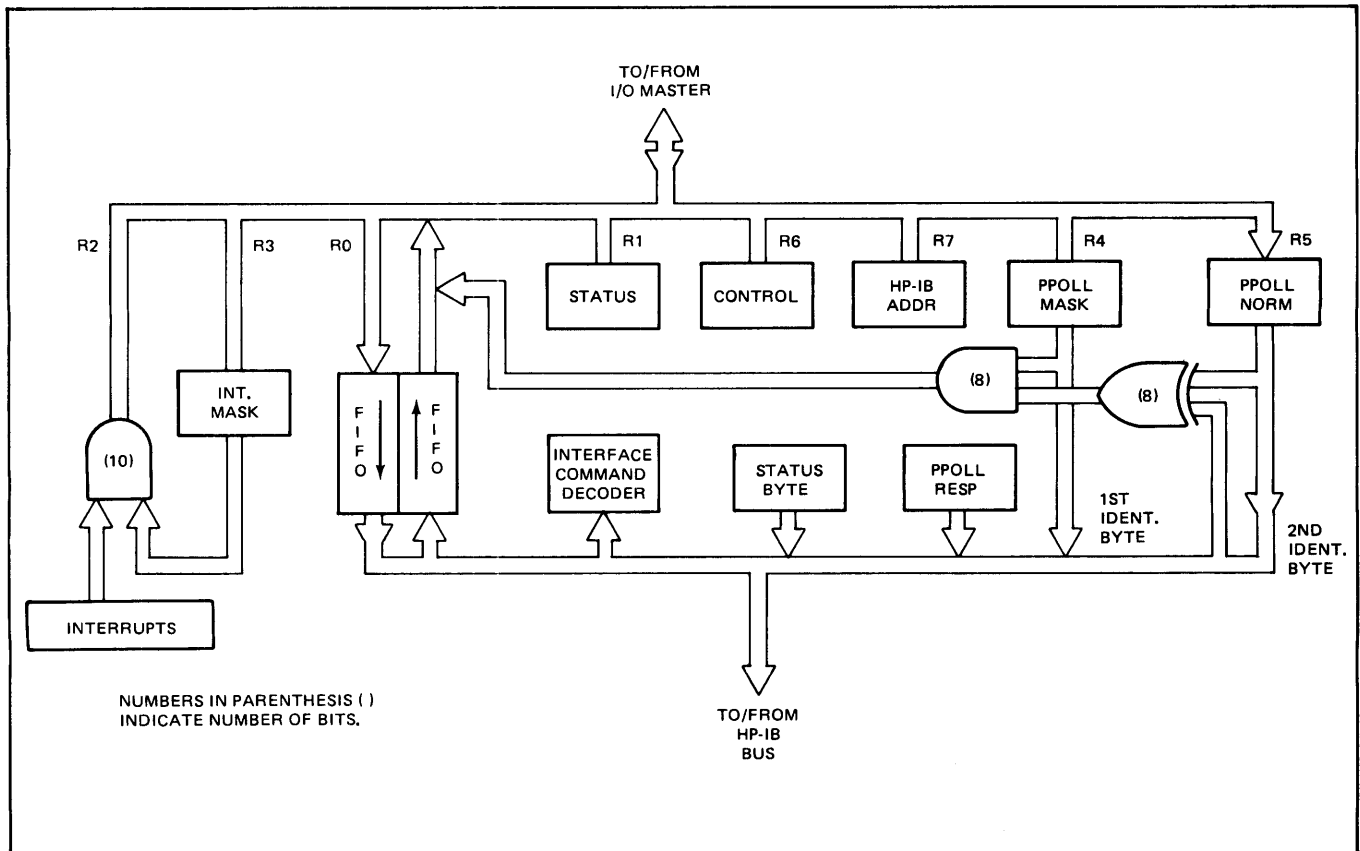 TO/FROM
I/O MASTER
R2
R3
R0
R1
R6
R7
R4
R5
STATUS
CONTROL
HP-IB
ADDR
PPOLL
MASK
PPOLL
NORM
INT.
MASK
(10)
FIFO
FIFO
(8)
(8)
INTERFACE
COMMAND
DECODER
STATUS
BYTE
PPOLL
RESP
1ST
IDENT.
BYTE
2ND
IDENT.
BYTE
INTERRUPTS
NUMBERS IN PARENTHESIS ( )
INDICATE NUMBER OF BITS.
TO/FROM
HP-IB
BUS